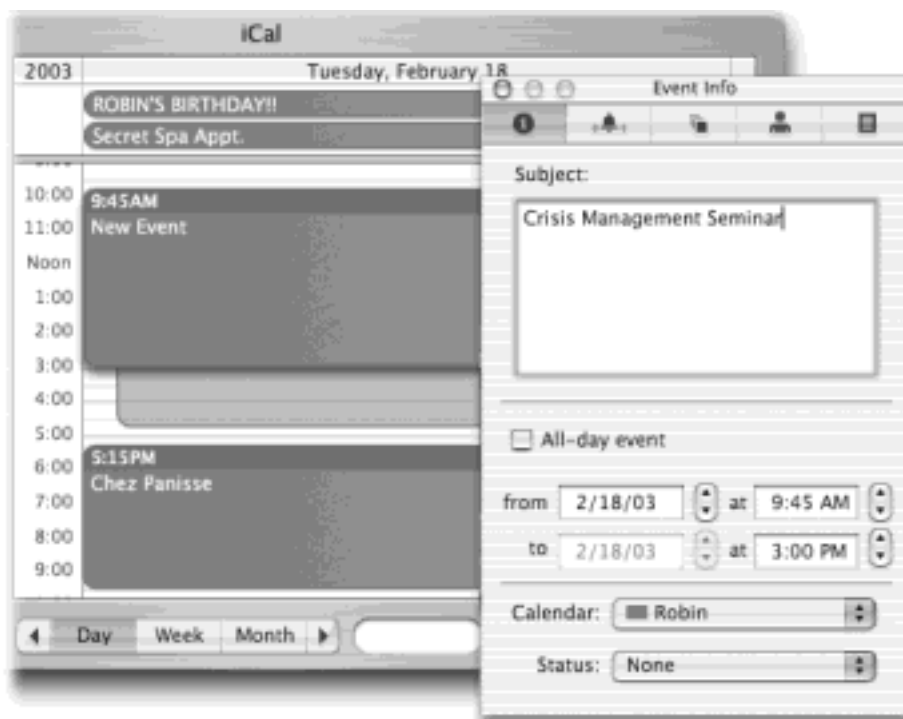 iCal
2003
Tuesday, February 18
ROBIN'S BIRTHDAY!!
Secret Spa Appt.
10:00
9:45AM
11:00
New Event
Noon
1:00
2:00
3:00
4:00
5:00
5:15PM
6:00
Chez Panisse
7:00
8:00
9:00
Day Week Month
Event Info
Subject:
Crisis Management Seminar
All-day event
from 2/18/03 at 9:45 AM
to 2/18/03 at 3:00 PM
Calendar: Robin
Status: None